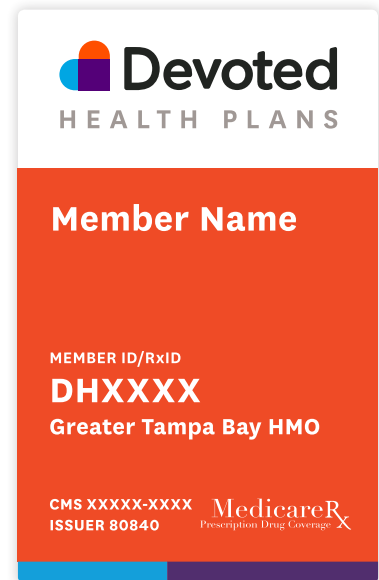 Devoted
HEALTH PLANS
Member Name
MEMBER ID/RxID
DHXXXX
Greater Tampa Bay HMO
CMS XXXXX-XXXX
ISSUER 80840
MedicareRx
Prescription Drug Coverage